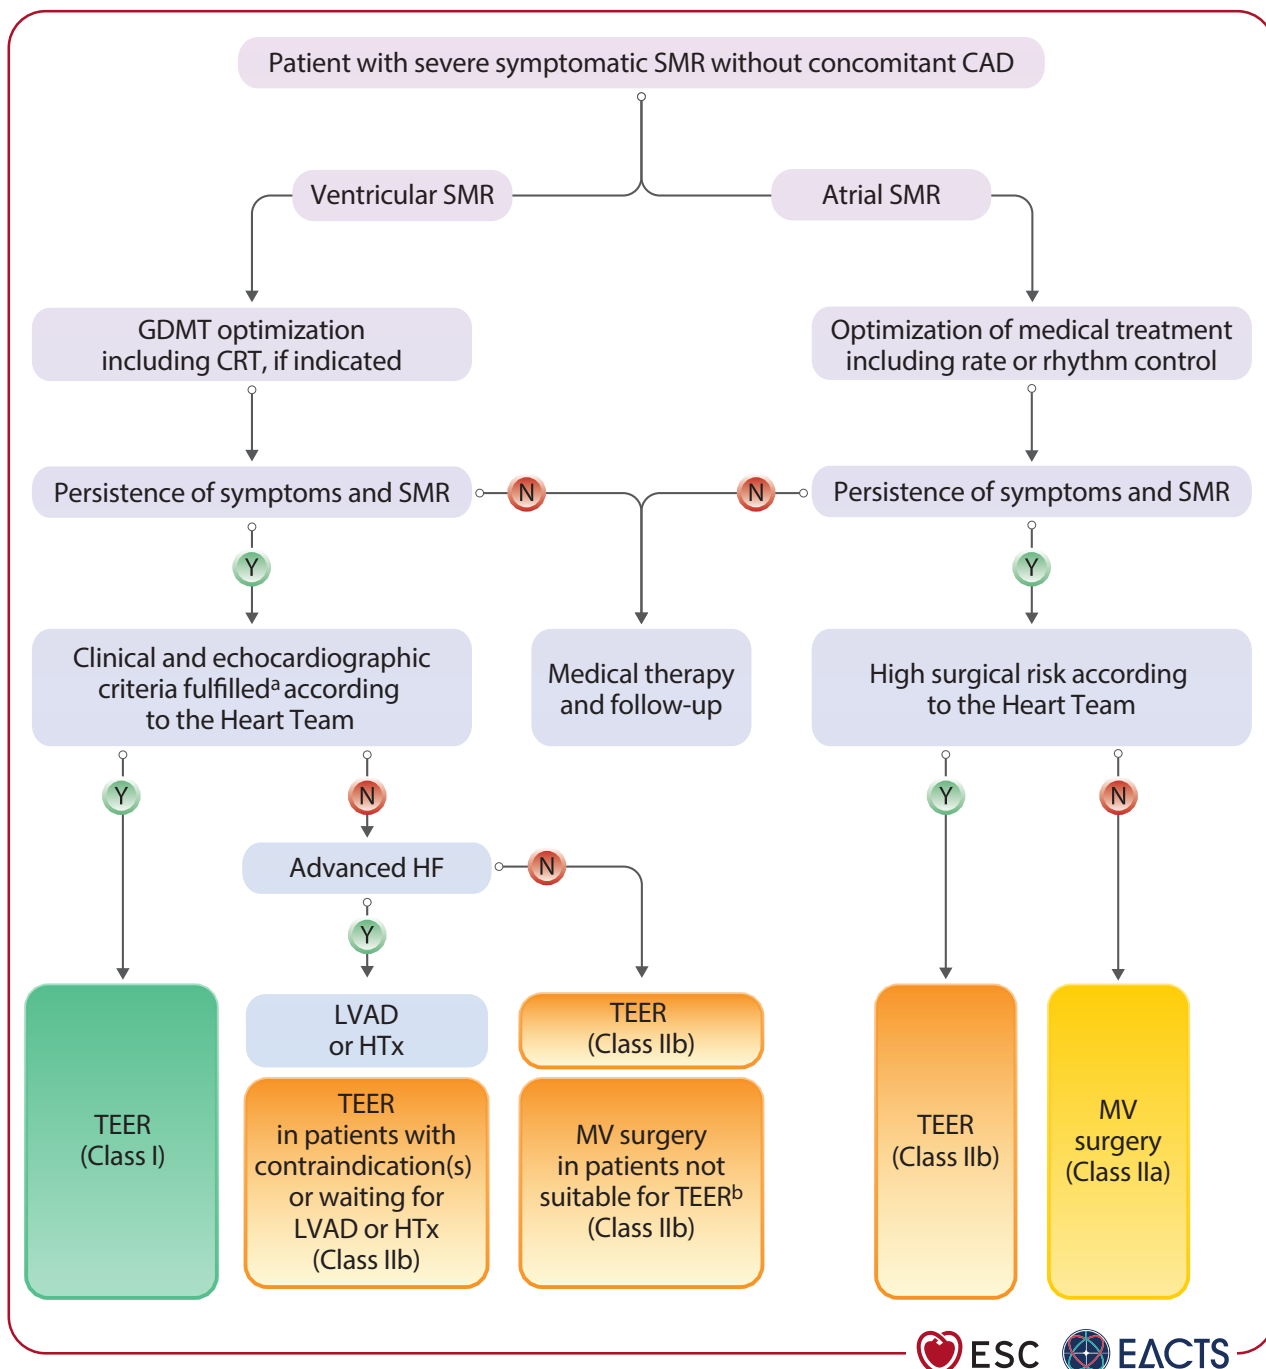 Patient with severe symptomatic SMR without concomitant CAD
Ventricular SMR
Atrial SMR
GDMT optimization
including CRT, if indicated
Optimization of medical treatment
including rate or rhythm control
Persistence of symptoms and SMR
N
N
Persistence of symptoms and SMR
Y
Y
Clinical and echocardiographic
criteria fulfilledᵃ according
to the Heart Team
Medical therapy
and follow-up
High surgical risk according
to the Heart Team
Y
N
Y
N
Advanced HF
N
Y
TEER
(Class I)
LVAD
or HTx
TEER
in patients with
contraindication(s)
or waiting for
LVAD or HTx
(Class IIb)
TEER
(Class IIb)
MV surgery
in patients not
suitable for TEERᵇ
(Class IIb)
TEER
(Class IIb)
MV
surgery
(Class IIa)
ESC
EACTS